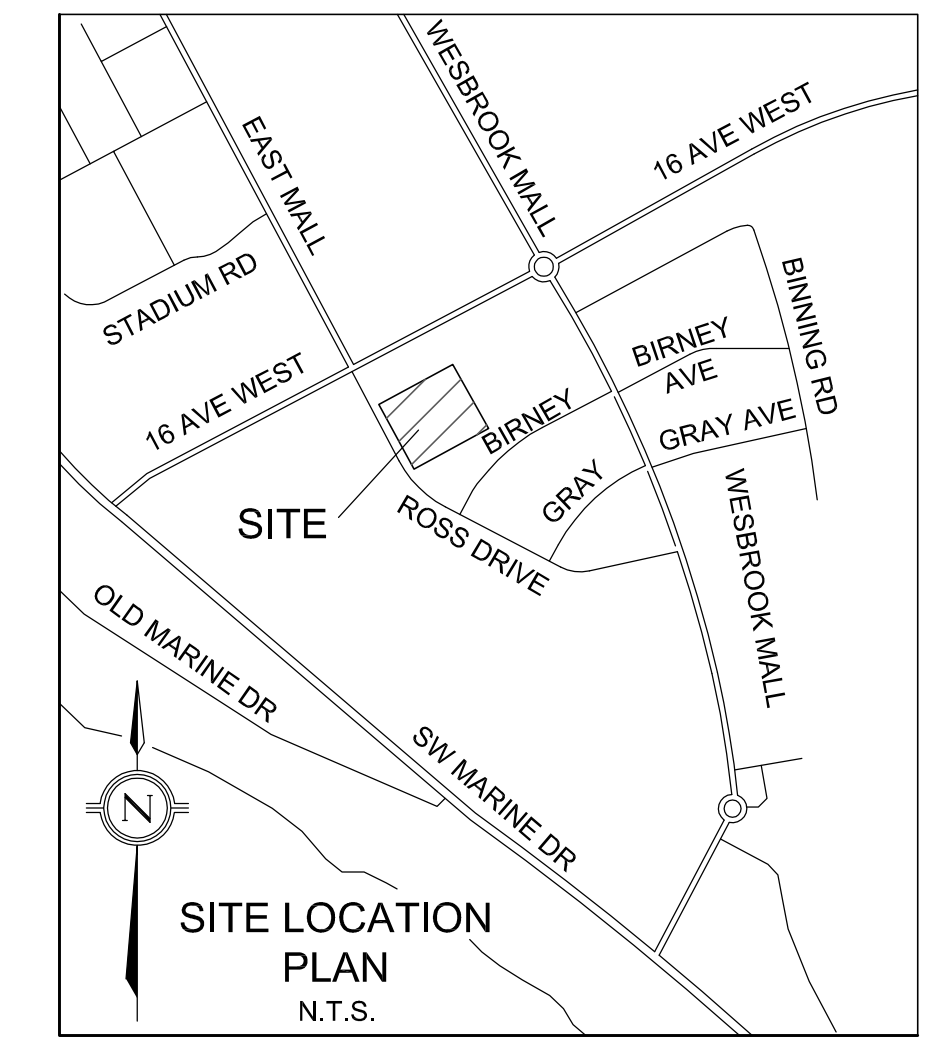 WESBROOK MALL
16 AVE WEST
EAST MALL
STADIUM RD
BINNING RD
BIRNEY
AVE
16 AVE WEST
BIRNEY
GRAY AVE
GRAY
SITE
ROSS DRIVE
WESBROOK MALL
OLD MARINE DR
SW MARINE DR
N
SITE LOCATION
PLAN
N.T.S.